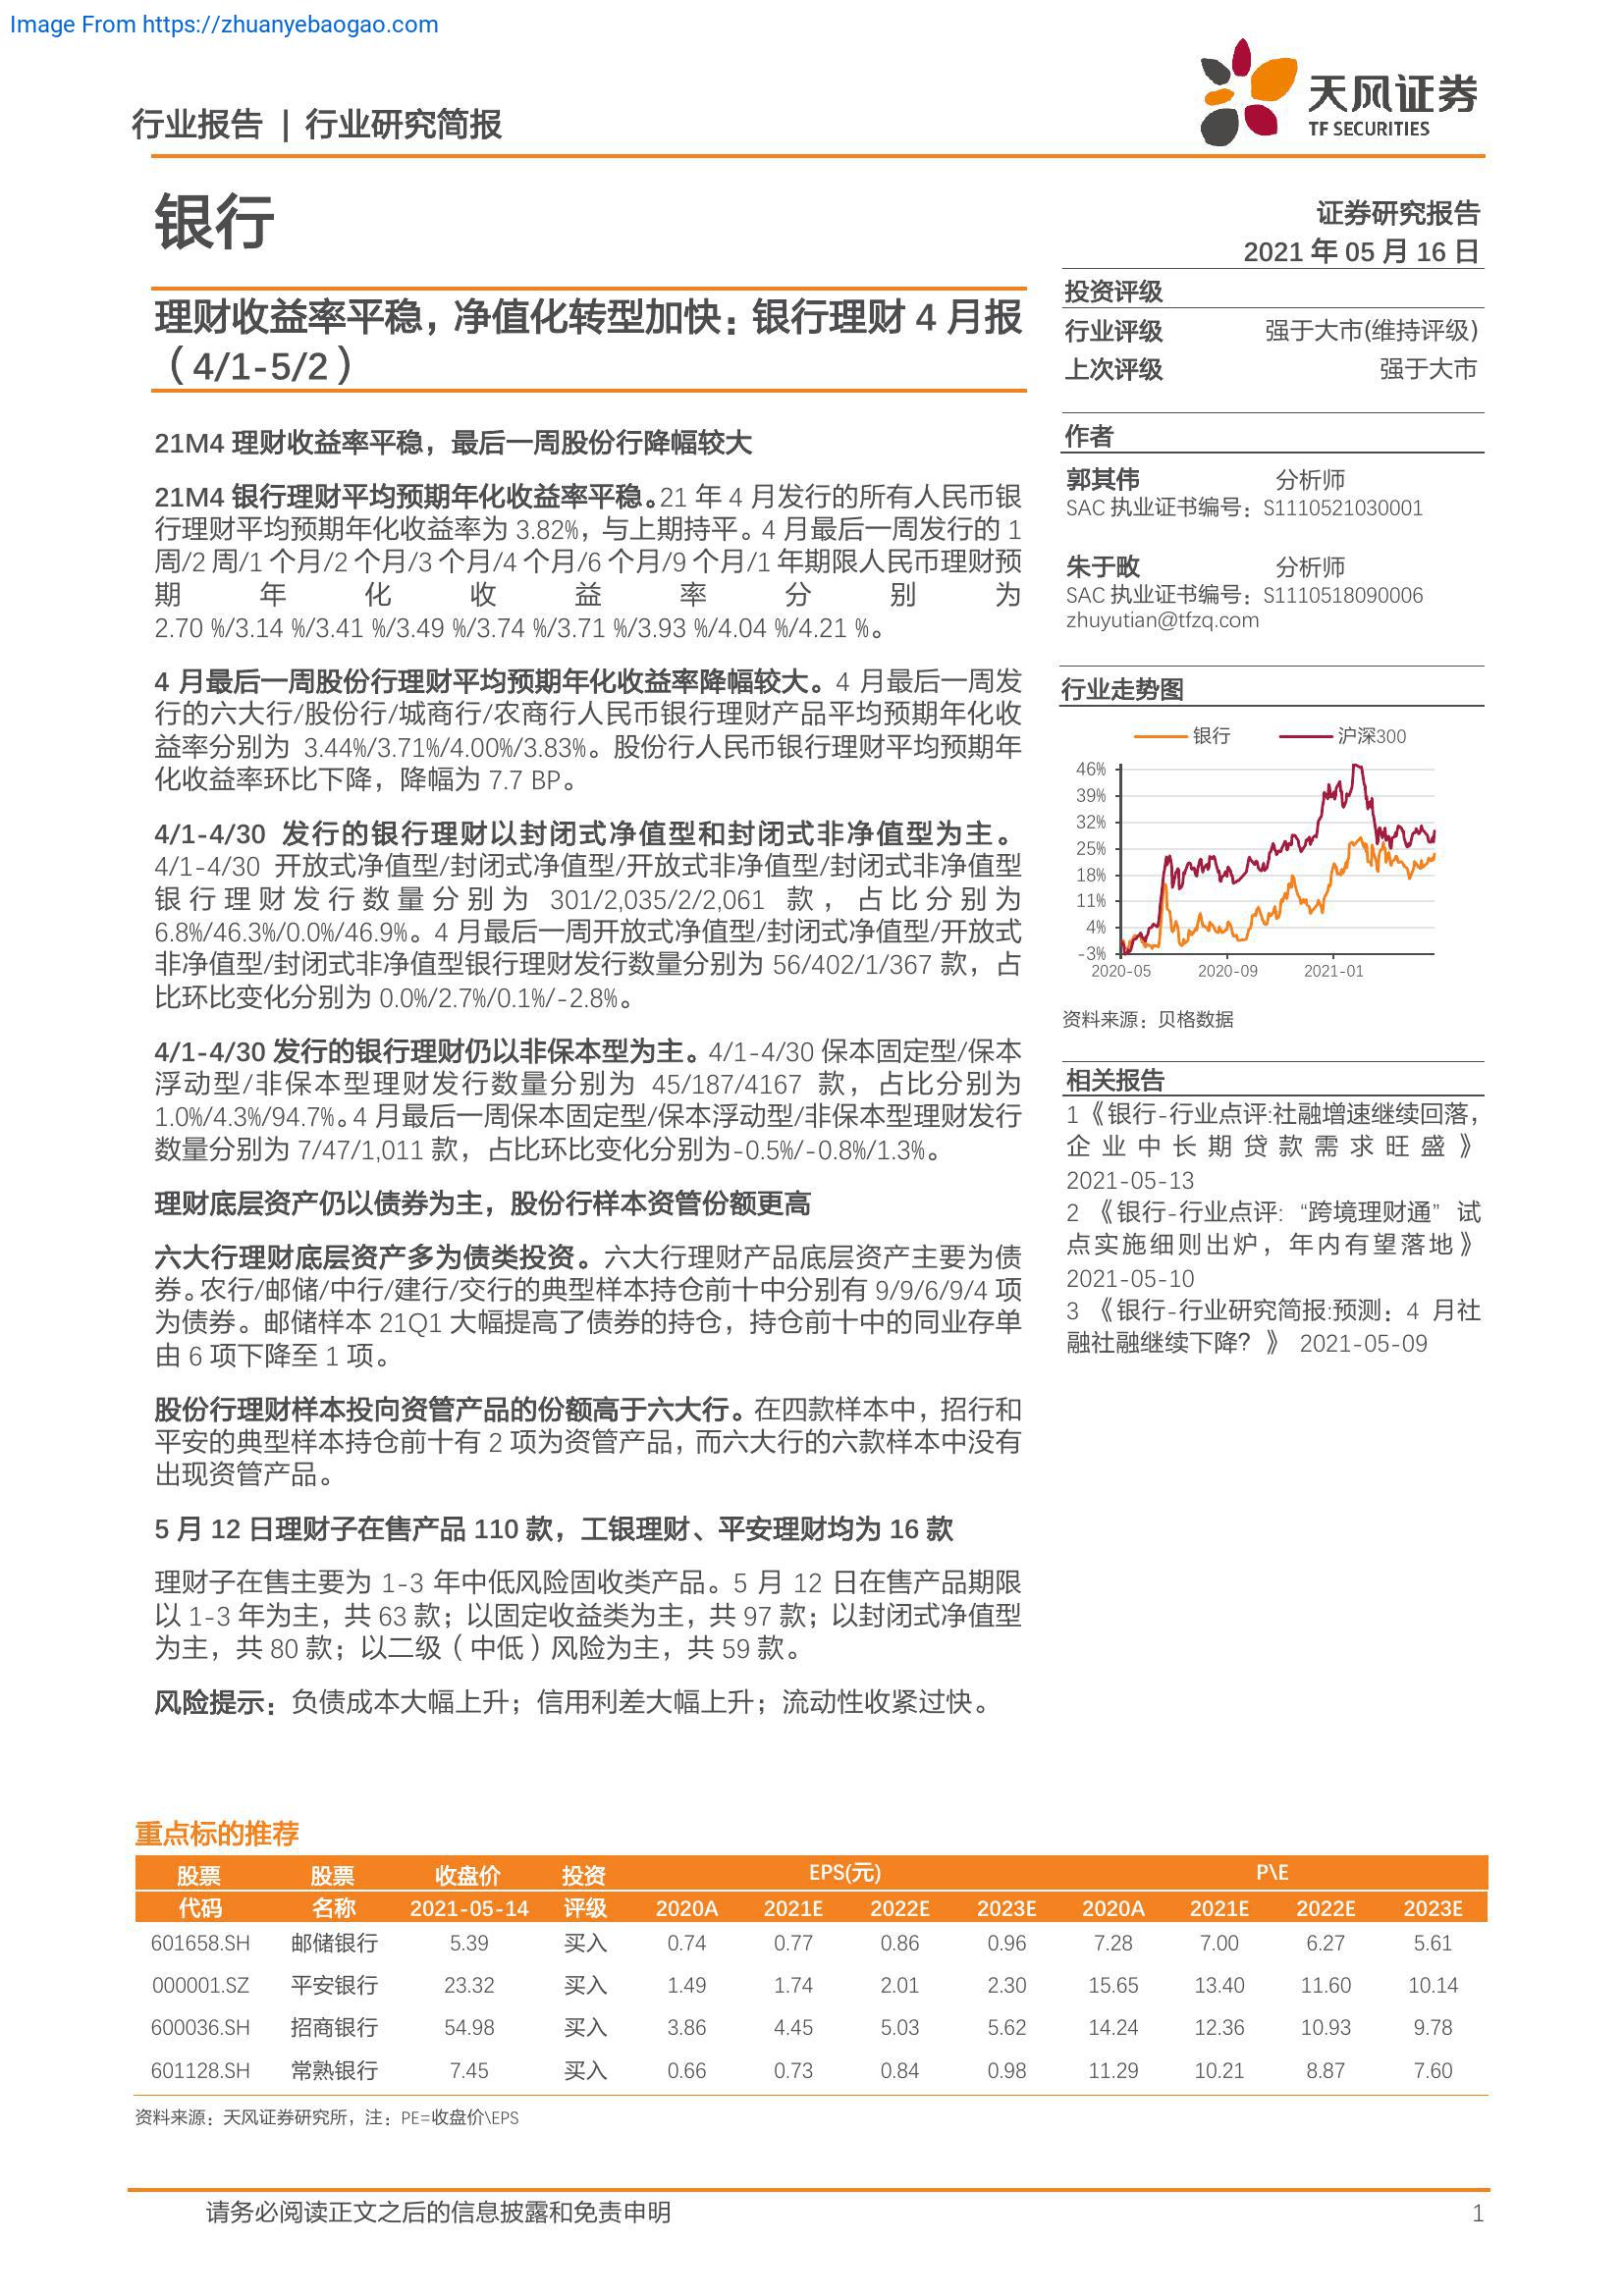 Image From https://zhuanyebaogao.com
行业报告 | 行业研究简报
天风证券
TF SECURITIES
银行
证券研究报告
2021 年 05 月 16 日
理财收益率平稳，净值化转型加快：银行理财 4 月报
（4/1-5/2）
21M4 理财收益率平稳，最后一周股份行降幅较大
21M4 银行理财平均预期年化收益率平稳。21 年 4 月发行的所有人民币银
行理财平均预期年化收益率为 3.82%，与上期持平。4 月最后一周发行的 1
周/2 周/1 个月/2 个月/3 个月/4 个月/6 个月/9 个月/1 年期限人民币理财预
期年化收益率分别为
2.70 %/3.14 %/3.41 %/3.49 %/3.74 %/3.71 %/3.93 %/4.04 %/4.21 %。
4 月最后一周股份行理财平均预期年化收益率降幅较大。4 月最后一周发
行的六大行/股份行/城商行/农商行人民币银行理财产品平均预期年化收
益率分别为 3.44%/3.71%/4.00%/3.83%。股份行人民币银行理财平均预期年
化收益率环比下降，降幅为 7.7 BP。
4/1-4/30 发行的银行理财以封闭式净值型和封闭式非净值型为主。
4/1-4/30 开放式净值型/封闭式净值型/开放式非净值型/封闭式非净值型
银行理财发行数量分别为 301/2,035/2/2,061 款，占比分别为
6.8%/46.3%/0.0%/46.9%。4 月最后一周开放式净值型/封闭式净值型/开放式
非净值型/封闭式非净值型银行理财发行数量分别为 56/402/1/367 款，占
比环比变化分别为 0.0%/2.7%/0.1%/-2.8%。
4/1-4/30 发行的银行理财仍以非保本型为主。4/1-4/30 保本固定型/保本
浮动型/非保本型理财发行数量分别为 45/187/4167 款，占比分别为
1.0%/4.3%/94.7%。4 月最后一周保本固定型/保本浮动型/非保本型理财发行
数量分别为 7/47/1,011 款，占比环比变化分别为-0.5%/-0.8%/1.3%。
理财底层资产仍以债券为主，股份行样本资管份额更高
六大行理财底层资产多为债类投资。六大行理财产品底层资产主要为债
券。农行/邮储/中行/建行/交行的典型样本持仓前十中分别有 9/9/6/9/4 项
为债券。邮储样本 21Q1 大幅提高了债券的持仓，持仓前十中的同业存单
由 6 项下降至 1 项。
股份行理财样本投向资管产品的份额高于六大行。在四款样本中，招行和
平安的典型样本持仓前十有 2 项为资管产品，而六大行的六款样本中没有
出现资管产品。
5 月 12 日理财子在售产品 110 款，工银理财、平安理财均为 16 款
理财子在售主要为 1-3 年中低风险固收类产品。5 月 12 日在售产品期限
以 1-3 年为主，共 63 款；以固定收益类为主，共 97 款；以封闭式净值型
为主，共 80 款；以二级（中低）风险为主，共 59 款。
风险提示：负债成本大幅上升；信用利差大幅上升；流动性收紧过快。
投资评级
行业评级 强于大市(维持评级)
上次评级 强于大市
作者
郭其伟 分析师
SAC 执业证书编号：S1110521030001
朱于畋 分析师
SAC 执业证书编号：S1110518090006
zhuyutian@tfzq.com
行业走势图
银行 沪深300
46%
39%
32%
25%
18%
11%
4%
-3%
2020-05 2020-09 2021-01
资料来源：贝格数据
相关报告
1 《银行-行业点评:社融增速继续回落，
企业中长期贷款需求旺盛》
2021-05-13
2 《银行-行业点评: “跨境理财通” 试
点实施细则出炉，年内有望落地》
2021-05-10
3 《银行-行业研究简报:预测：4 月社
融社融继续下降？》 2021-05-09
重点标的推荐
股票 股票 收盘价 投资 EPS(元) P\E
代码 名称 2021-05-14 评级 2020A 2021E 2022E 2023E 2020A 2021E 2022E 2023E
601658.SH 邮储银行 5.39 买入 0.74 0.77 0.86 0.96 7.28 7.00 6.27 5.61
000001.SZ 平安银行 23.32 买入 1.49 1.74 2.01 2.30 15.65 13.40 11.60 10.14
600036.SH 招商银行 54.98 买入 3.86 4.45 5.03 5.62 14.24 12.36 10.93 9.78
601128.SH 常熟银行 7.45 买入 0.66 0.73 0.84 0.98 11.29 10.21 8.87 7.60
资料来源：天风证券研究所，注：PE=收盘价\EPS
请务必阅读正文之后的信息披露和免责申明 1